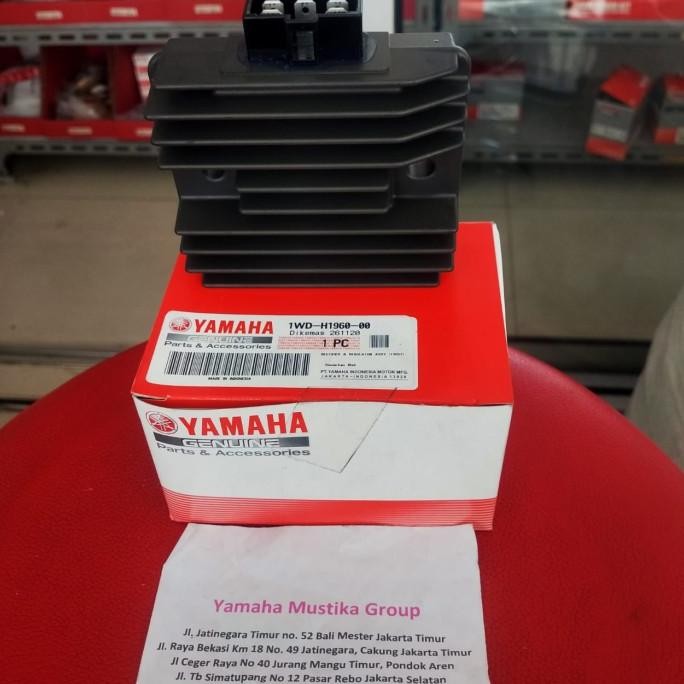 YAMAHA
GENUINE
Parts & Accessories
1WD-H1960-00
Dikemas 261120
1 PC
MADE IN INDONESIA
PT.YAMAHA INDONESIA MOTOR MFG.
JAKARTA-INDONESIA 13920
YAMAHA
GENUINE
Parts & Accessories
Yamaha Mustika Group
Jl. Jatinegara Timur no. 52 Bali Mester Jakarta Timur
Jl. Raya Bekasi Km 18 No. 49 Jatinegara, Cakung Jakarta Timur
Jl Ceger Raya No 40 Jurang Mangu Timur, Pondok Aren
Jl. Tb Simatupang No 12 Pasar Rebo Jakarta Selatan